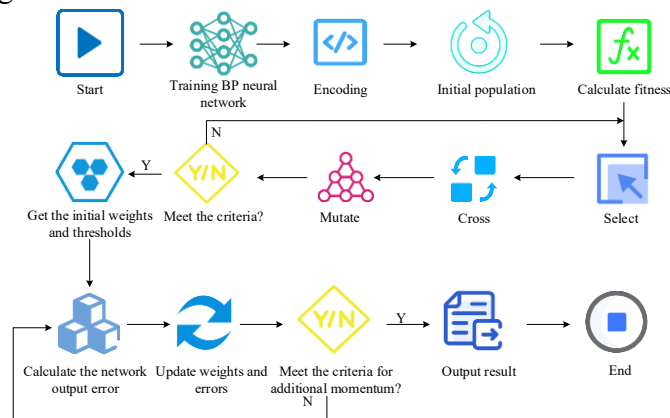 Start
Training BP neural
network
Encoding
Initial population
Calculate fitness
N
Y/N
Y
Get the initial weights
and thresholds
Meet the criteria?
Mutate
Cross
Select
Y/N
Y
Calculate the network
output error
Update weights and
errors
Meet the criteria for
additional momentum?
Output result
End
N